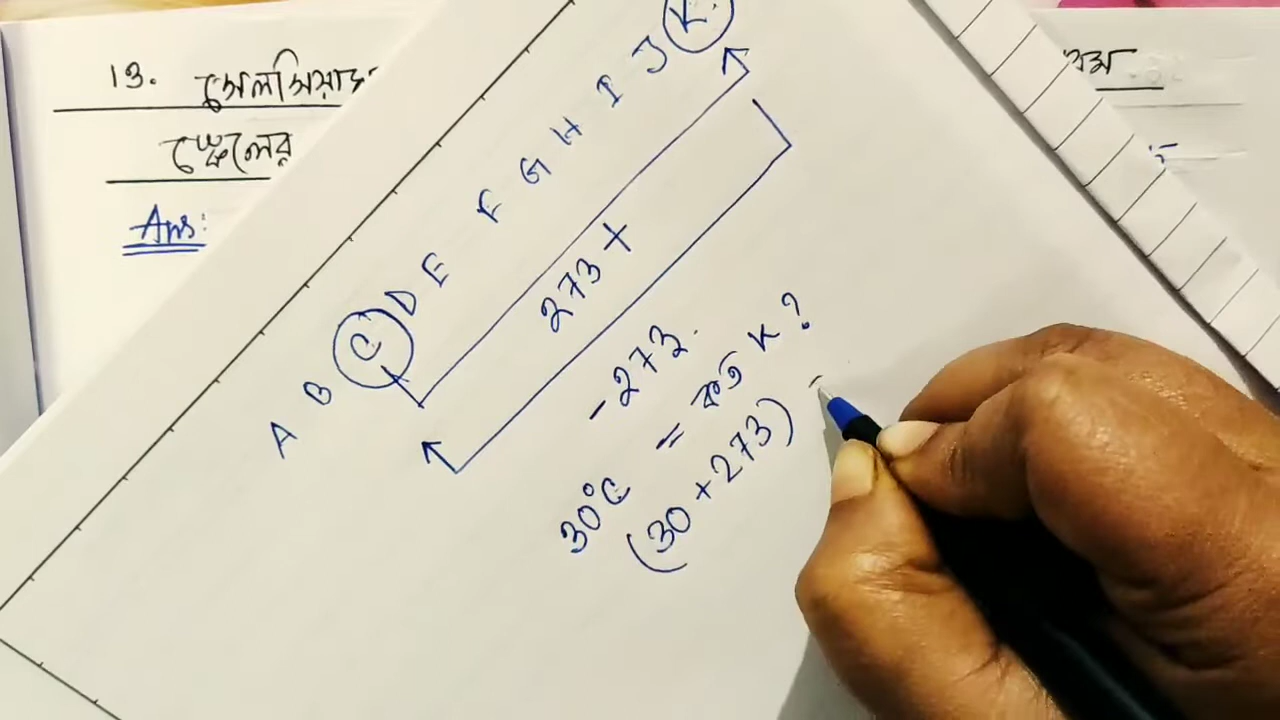 13. সেলসিয়াস
স্কেলের
Ans:
A B C D E F G H I J K
273 +
- 273.
30°C = কত K ?
(30 + 273)